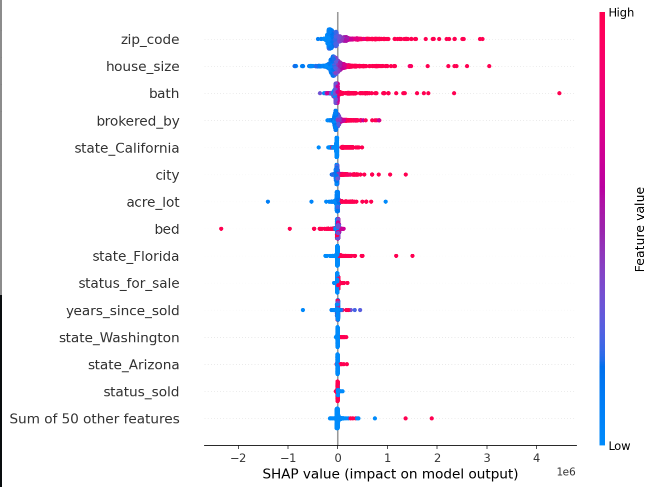 High
zip_code
house_size
bath
brokered_by
state_California
city
acre_lot
bed
state_Florida
status_for_sale
years_since_sold
state_Washington
state_Arizona
status_sold
Sum of 50 other features
Feature value
Low
−2 −1 0 1 2 3 4
1e6
SHAP value (impact on model output)